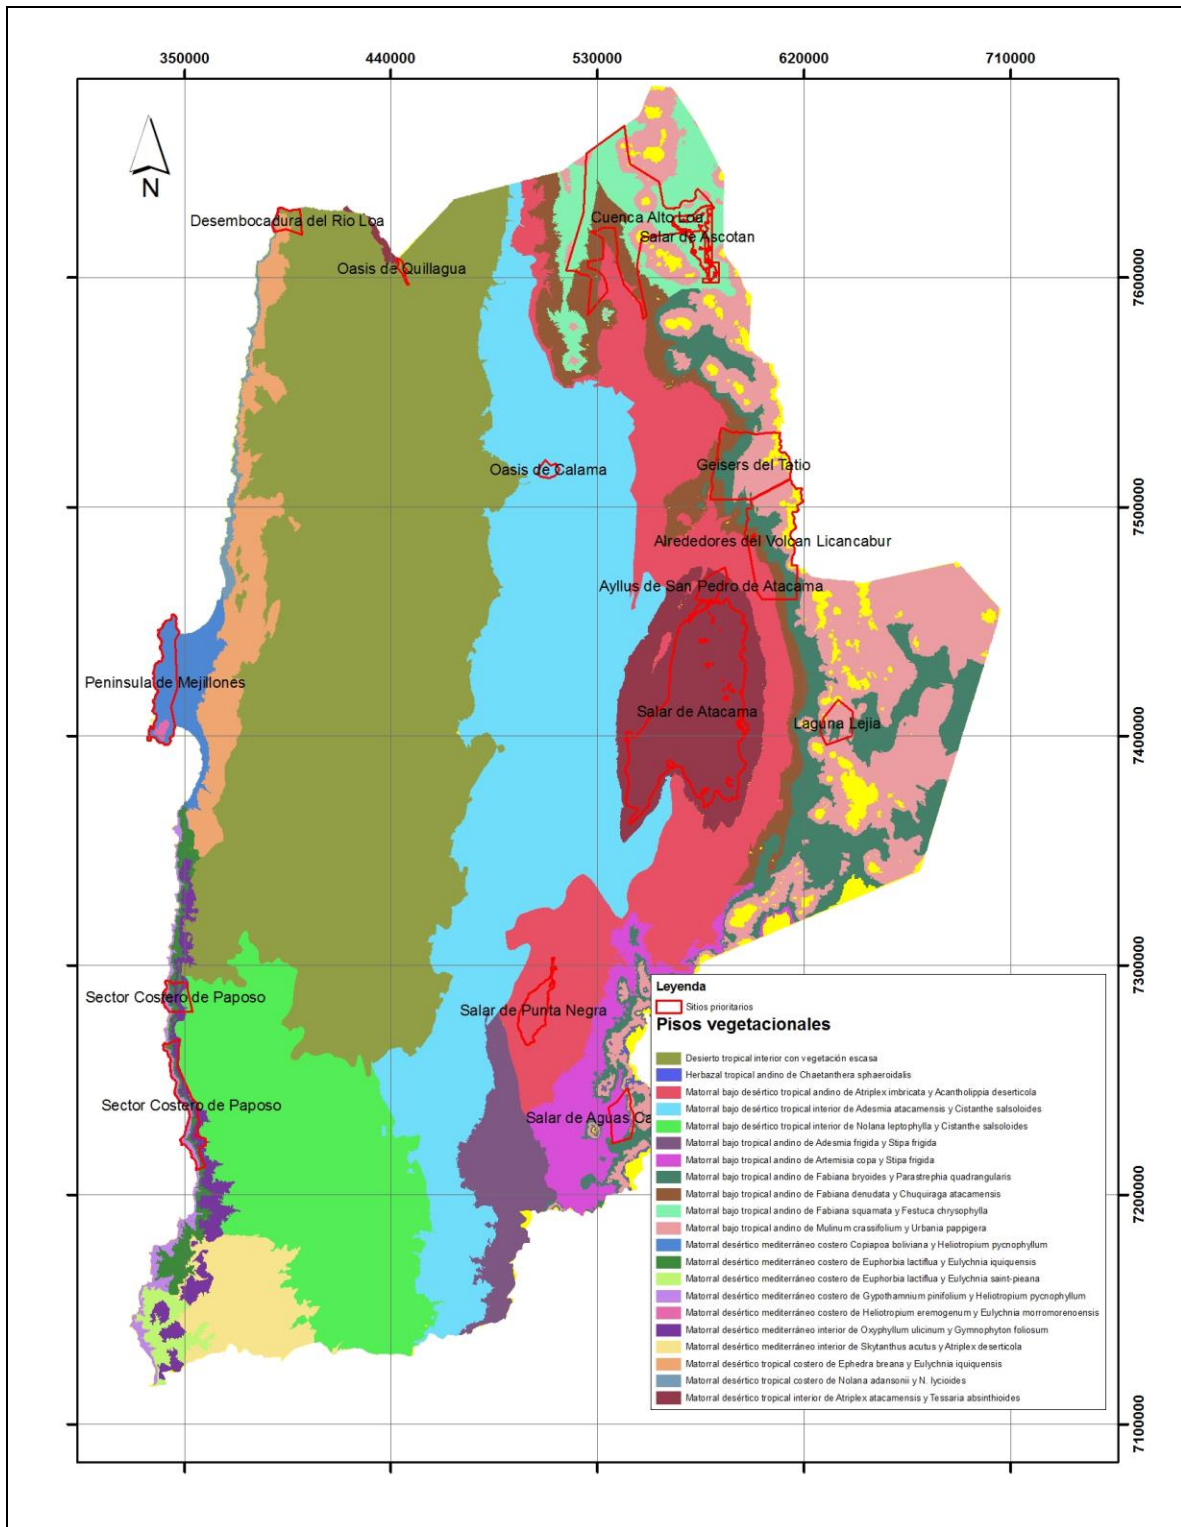 350000
440000
530000
620000
710000
N
Desembocadura del Rio Loa
Cuenca Alto Loa
Salar de Ascotan
Oasis de Quillagua
7600000
Geisers del Tatio
Oasis de Calama
7500000
Alrededores del Volcan Licancabur
Ayllus de San Pedro de Atacama
Peninsula de Mejillones
Salar de Atacama
Laguna Lejia
7400000
7300000
Sector Costero de Paposo
Salar de Punta Negra
Sector Costero de Paposo
Salar de Aguas Ca
Leyenda
Sitios prioritarios
Pisos vegetacionales
Desierto tropical interior con vegetación escasa
Herbazal tropical andino de Chaetanthera sphaeroidalis
Matorral bajo desértico tropical andino de Atriplex imbricata y Acantholippia deserticola
Matorral bajo desértico tropical interior de Adesmia atacamensis y Cistanthe salsoloides
Matorral bajo desértico tropical interior de Nolana leptophylla y Cistanthe salsoloides
Matorral bajo tropical andino de Adesmia frigida y Stipa frigida
Matorral bajo tropical andino de Artemisia copa y Stipa frigida
Matorral bajo tropical andino de Fabiana bryoides y Parastrephia quadrangularis
Matorral bajo tropical andino de Fabiana denudata y Chuquiraga atacamensis
Matorral bajo tropical andino de Fabiana squamata y Festuca chrysophylla
Matorral bajo tropical andino de Mulinum crassifolium y Urbania pappigera
Matorral desértico mediterráneo costero Copiapoa boliviana y Heliotropium pycnophyllum
Matorral desértico mediterráneo costero de Euphorbia lactiflua y Eulychnia iquiquensis
Matorral desértico mediterráneo costero de Euphorbia lactiflua y Eulychnia saint-pieana
Matorral desértico mediterráneo costero de Gypothamnium pinifolium y Heliotropium pycnophyllum
Matorral desértico mediterráneo costero de Heliotropium eremogenum y Eulychnia morromorenoensis
Matorral desértico mediterráneo interior de Oxyphyllum ulicinum y Gymnophyton foliosum
Matorral desértico mediterráneo interior de Skytanthus acutus y Atriplex deserticola
Matorral desértico tropical costero de Ephedra breana y Eulychnia iquiquensis
Matorral desértico tropical costero de Nolana adansonii y N. lycioides
Matorral desértico tropical interior de Atriplex atacamensis y Tessaria absinthioides
7200000
7100000